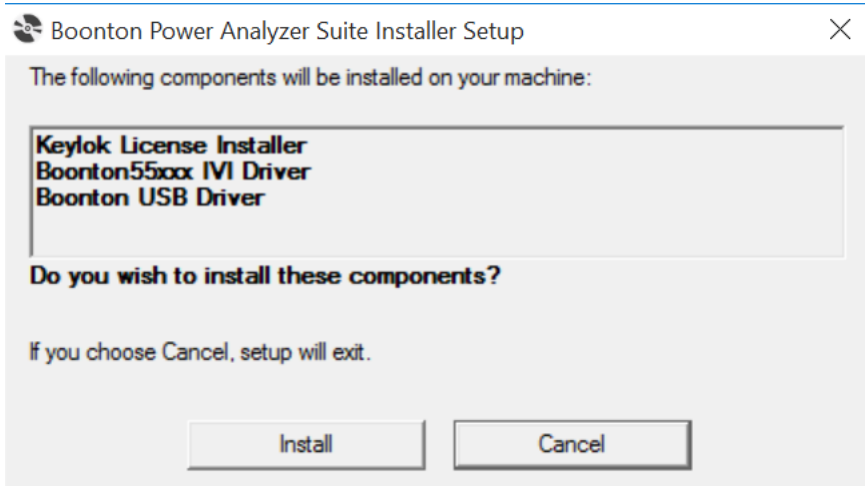 Boonton Power Analyzer Suite Installer Setup
The following components will be installed on your machine:
Keylok License Installer
Boonton55xxx IVI Driver
Boonton USB Driver
Do you wish to install these components?
If you choose Cancel, setup will exit.
Install
Cancel